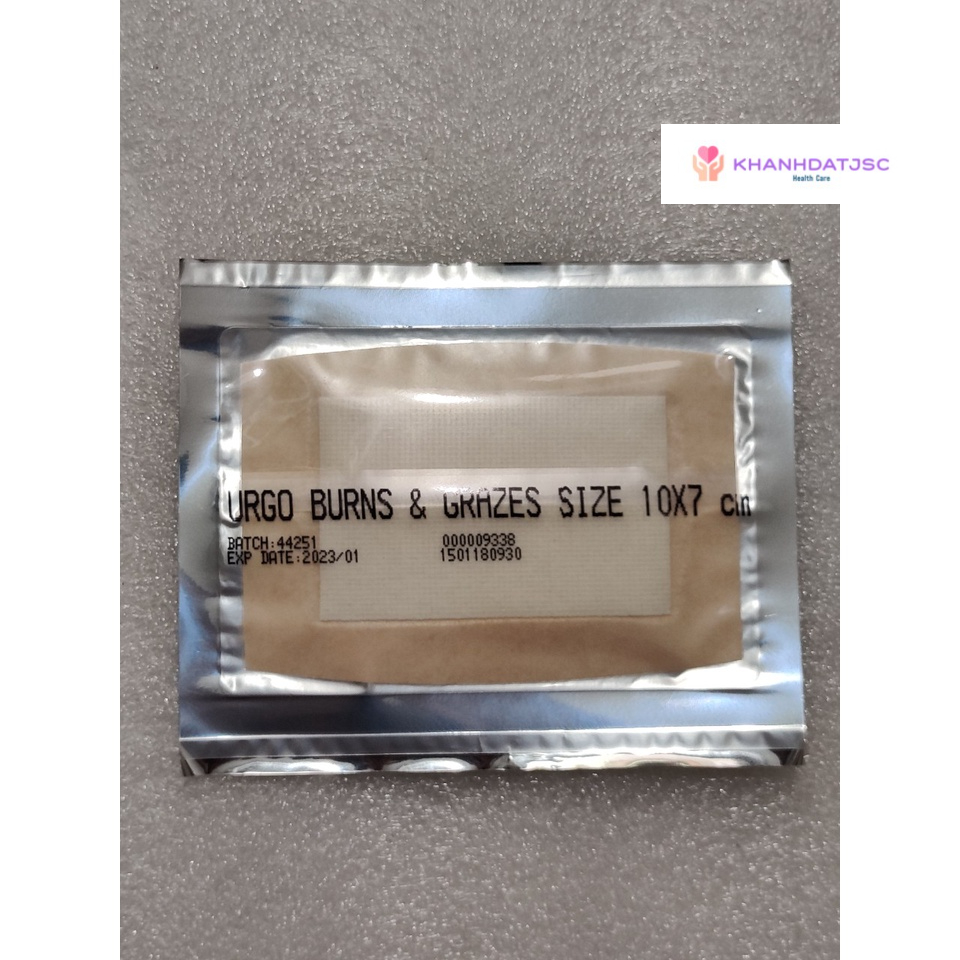 KHANHDATJSC
Health Care
URGO BURNS & GRAZES SIZE 10X7 cm
BATCH:44251 000009338
EXP DATE:2023/01 1501180930